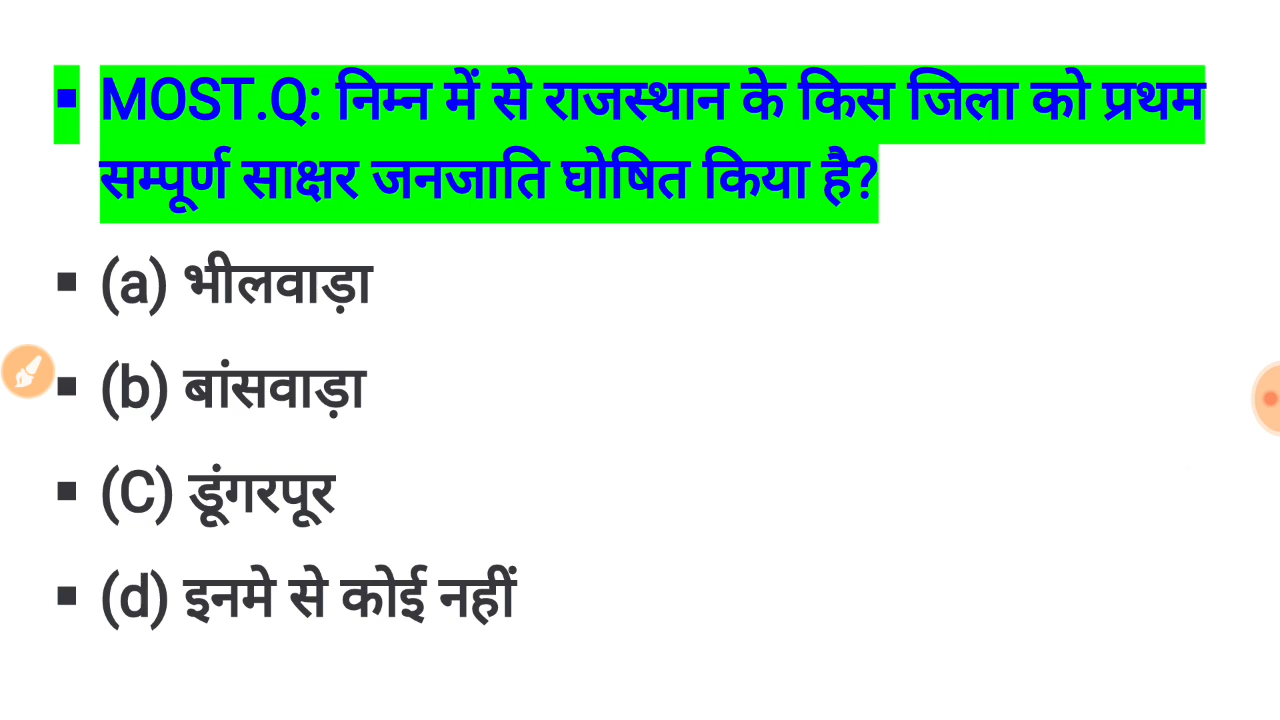 ▪ MOST.Q: निम्न में से राजस्थान के किस जिला को प्रथम
सम्पूर्ण साक्षर जनजाति घोषित किया है?
▪ (a) भीलवाड़ा
▪ (b) बांसवाड़ा
▪ (C) डूंगरपूर
▪ (d) इनमे से कोई नहीं